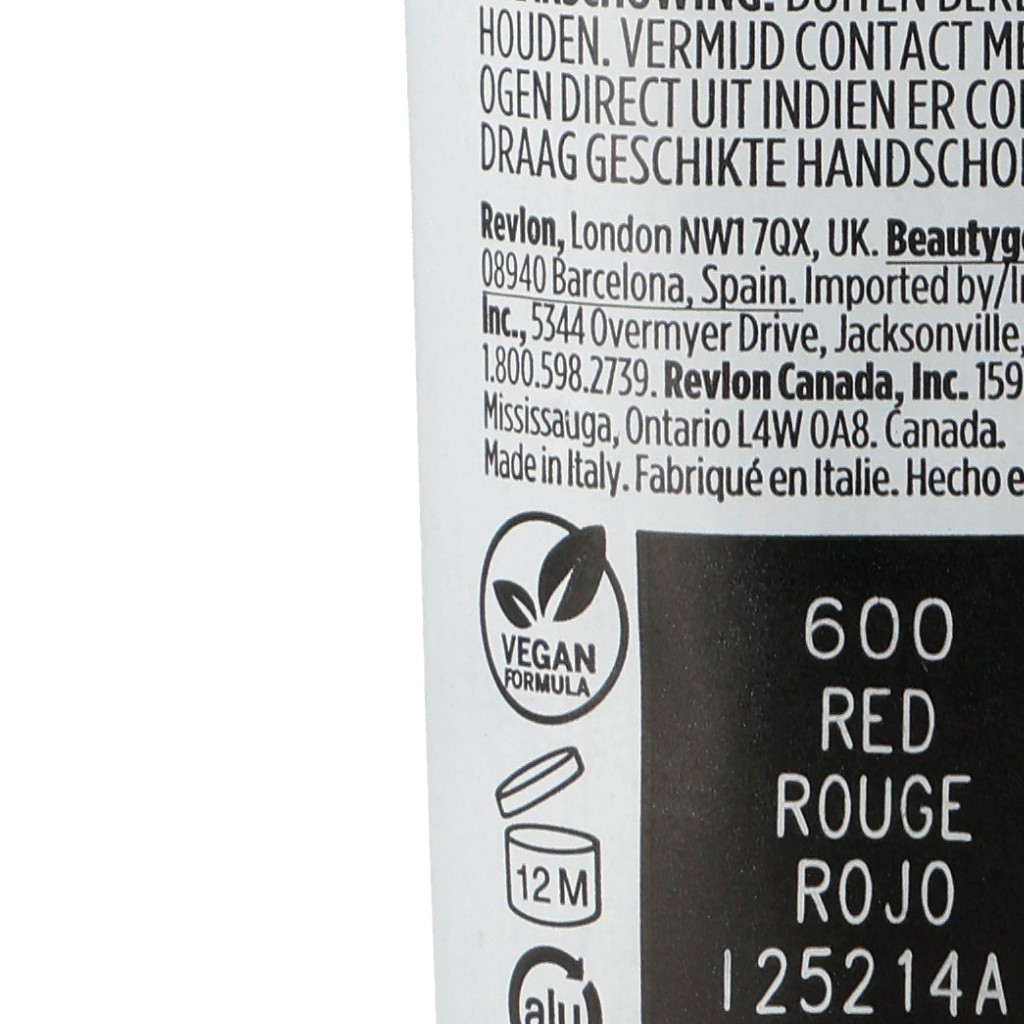 HOUDEN. VERMIJD CONTACT ME
OGEN DIRECT UIT INDIEN ER CO
DRAAG GESCHIKTE HANDSCHO
Revlon, London NW1 7QX, UK. Beautyg
08940 Barcelona, Spain. Imported by/I
Inc., 5344 Overmyer Drive, Jacksonville,
1.800.598.2739. Revlon Canada, Inc. 159
Mississauga, Ontario L4W 0A8. Canada.
Made in Italy. Fabriqué en Italie. Hecho e
VEGAN
FORMULA
12 M
alu
600
RED
ROUGE
ROJO
125214A